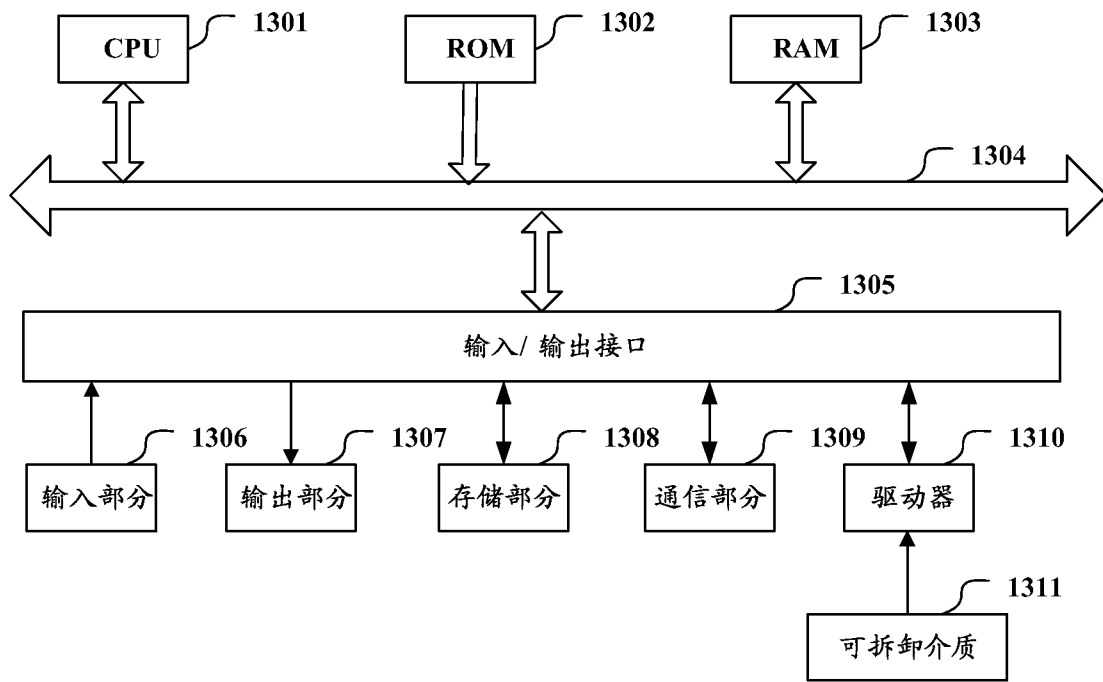 CPU
1301
ROM
1302
RAM
1303
1304
1305
输入/ 输出接口
1306
1307
1308
1309
1310
输入部分
输出部分
存储部分
通信部分
驱动器
1311
可拆卸介质